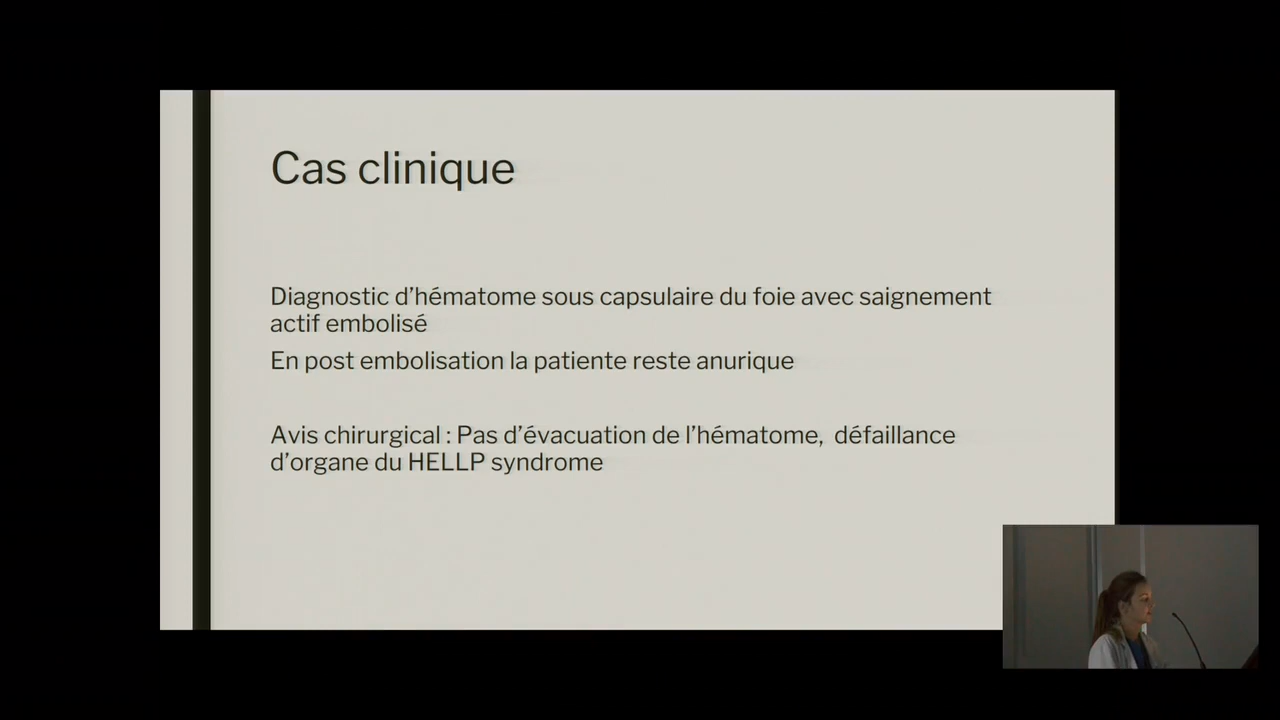 Cas clinique
Diagnostic d’hématome sous capsulaire du foie avec saignement
actif embolisé
En post embolisation la patiente reste anurique
Avis chirurgical : Pas d’évacuation de l’hématome, défaillance
d’organe du HELLP syndrome